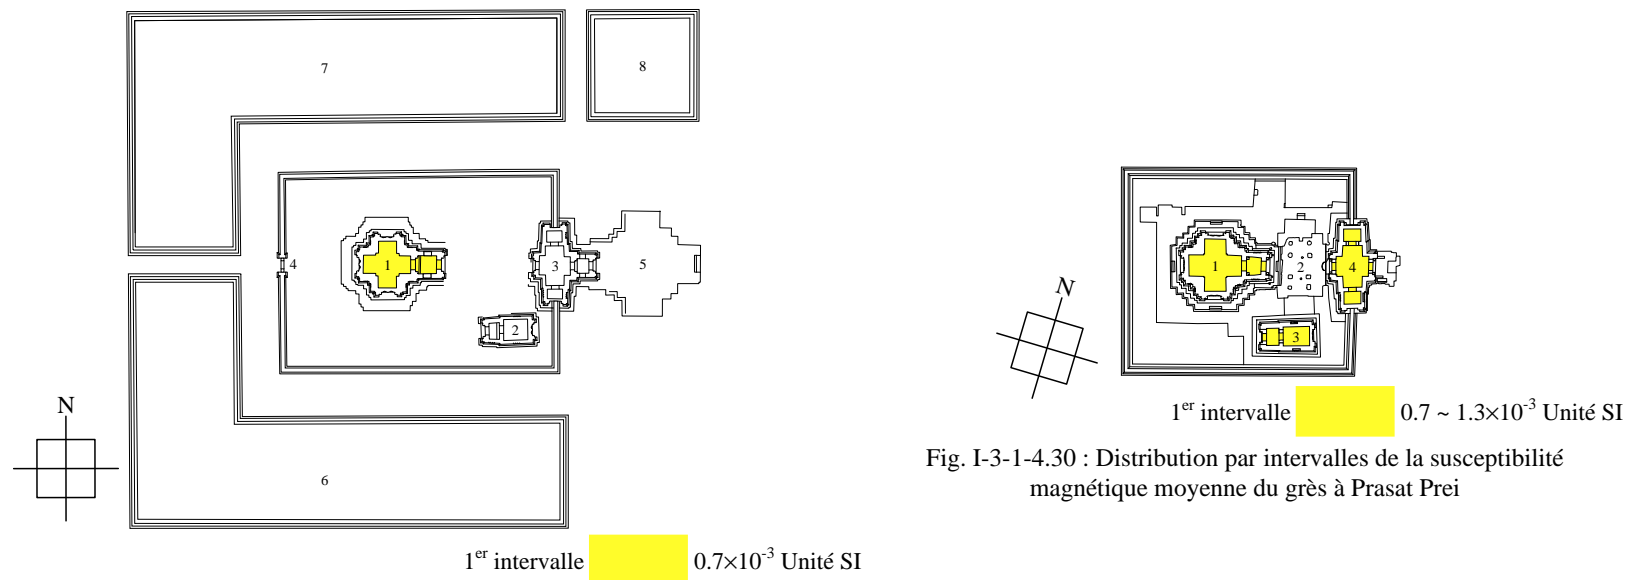 7
8
1
4
3
5
2
N
6
1er intervalle 0.7×10-3 Unité SI
1
2
4
3
N
1er intervalle 0.7 ~ 1.3×10-3 Unité SI
Fig. I-3-1-4.30 : Distribution par intervalles de la susceptibilité
magnétique moyenne du grès à Prasat Prei